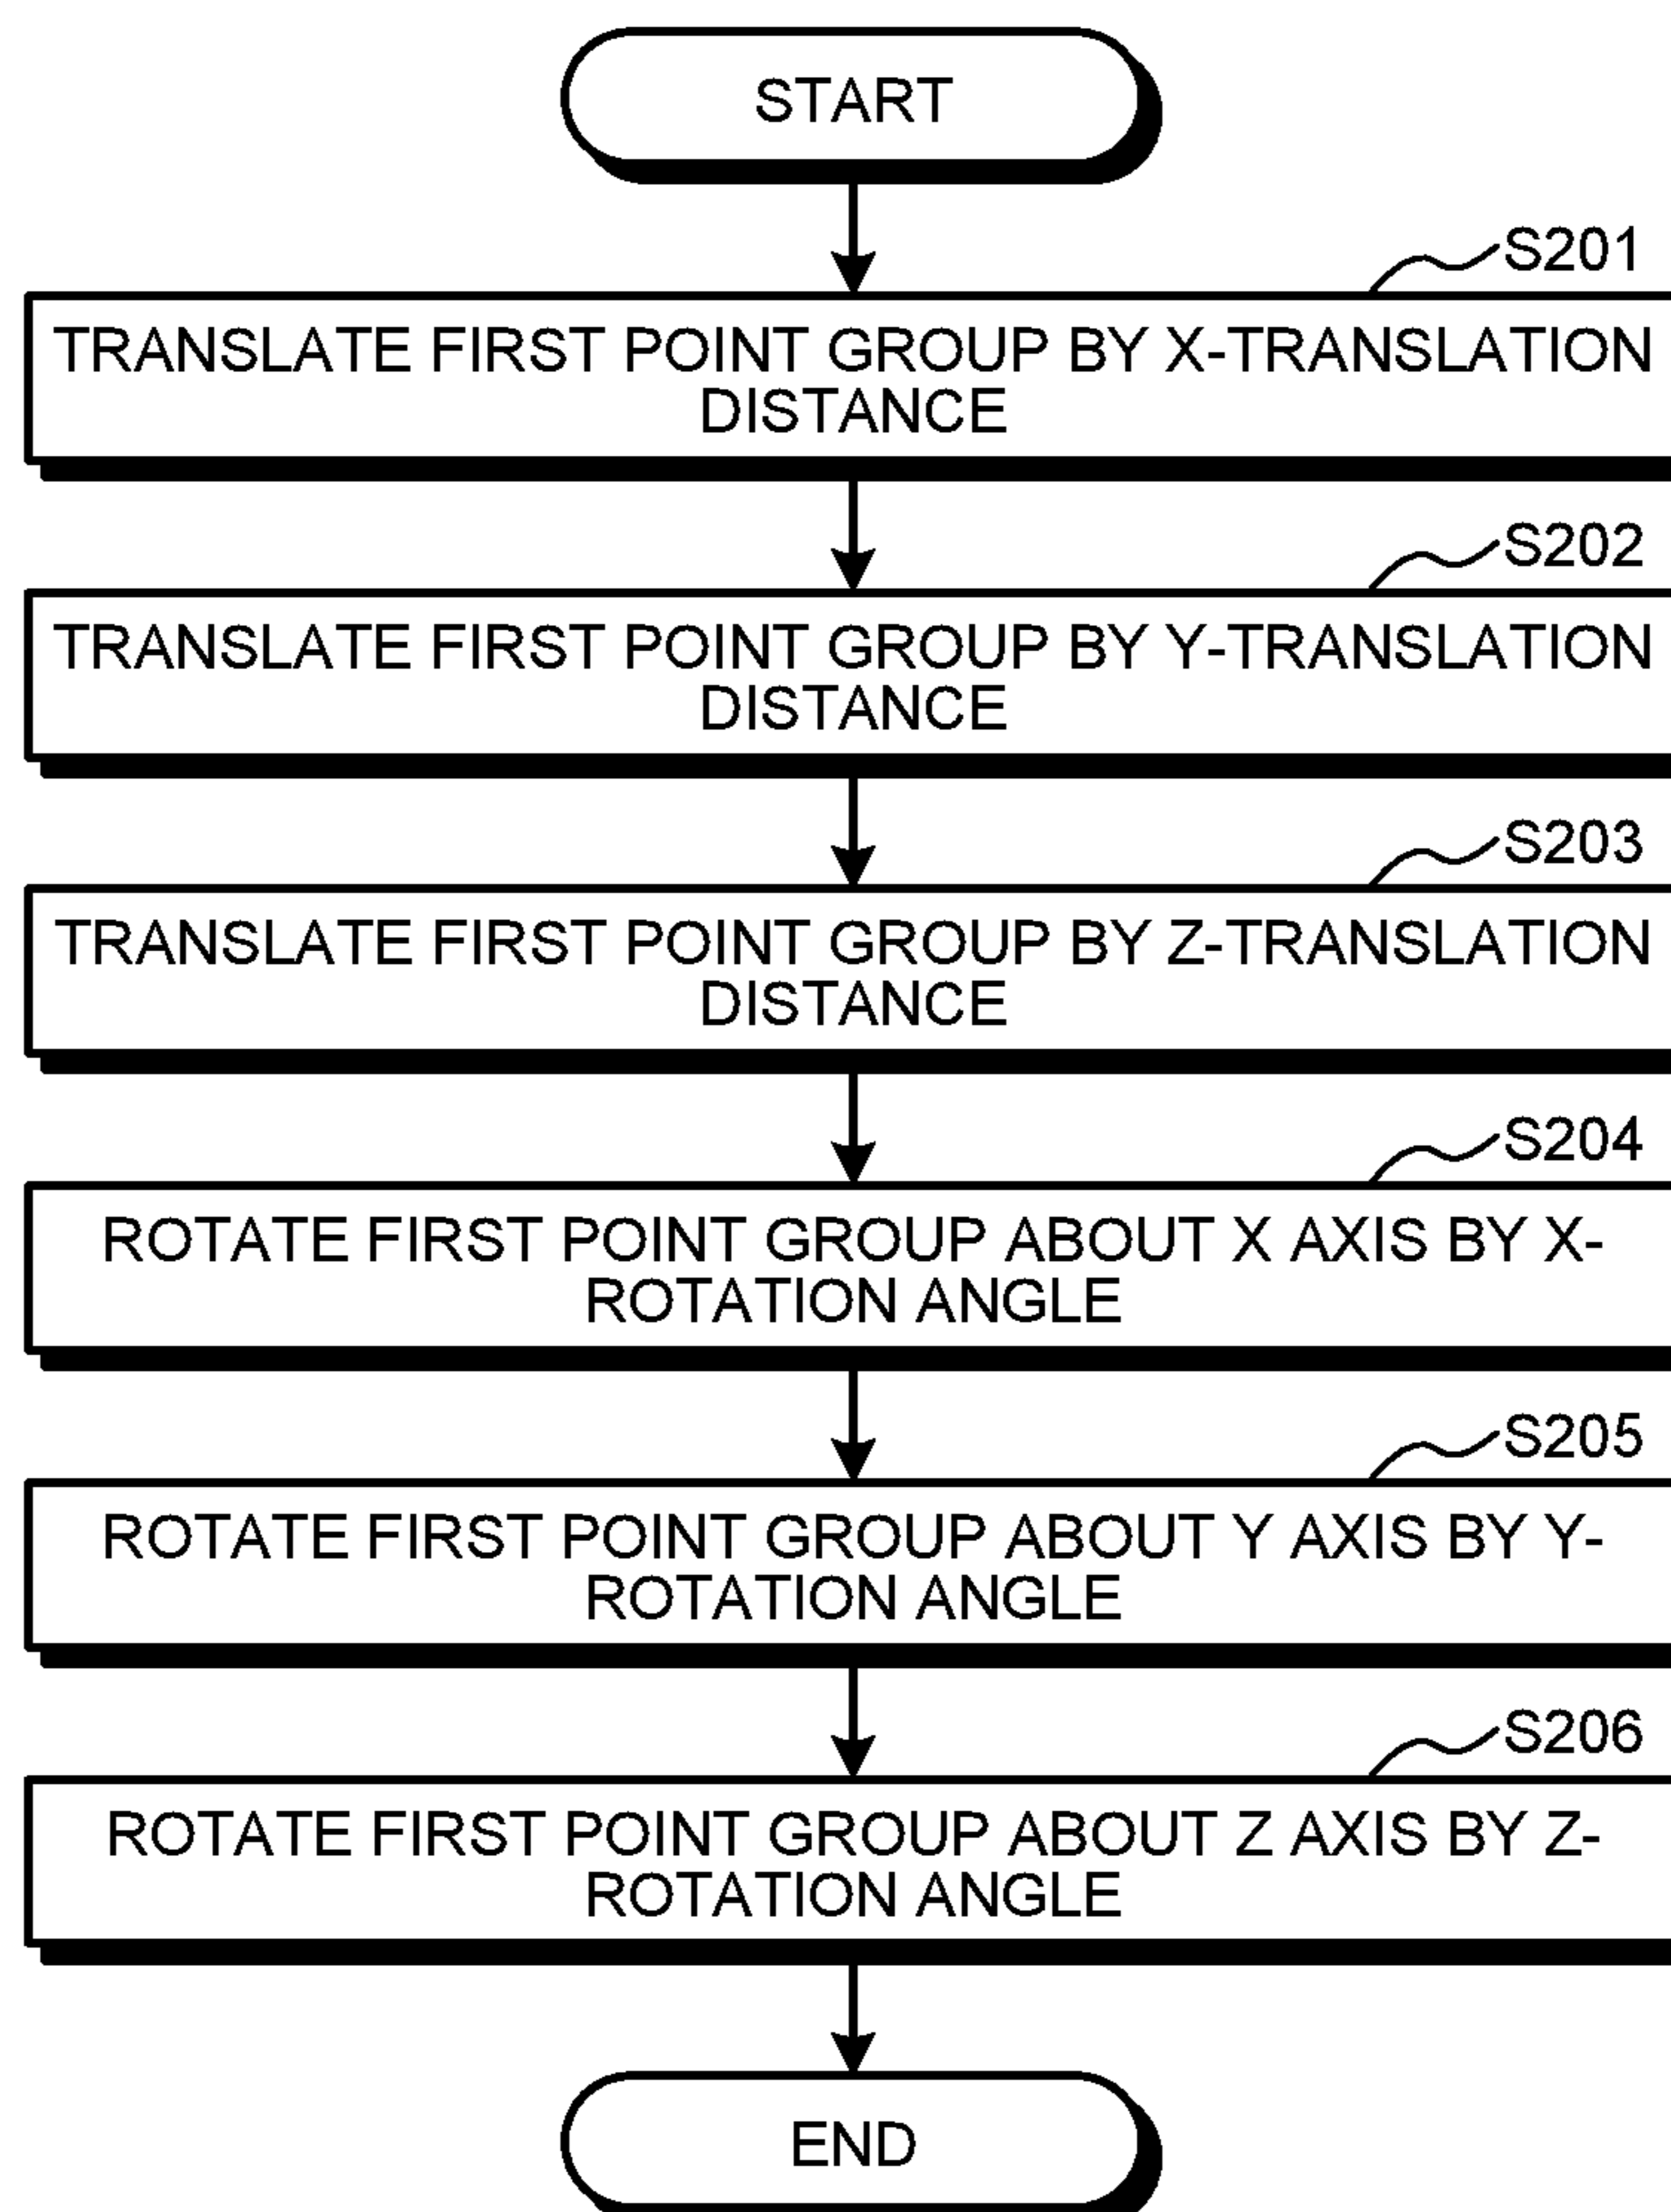 START
S201
TRANSLATE FIRST POINT GROUP BY X-TRANSLATION
DISTANCE
S202
TRANSLATE FIRST POINT GROUP BY Y-TRANSLATION
DISTANCE
S203
TRANSLATE FIRST POINT GROUP BY Z-TRANSLATION
DISTANCE
S204
ROTATE FIRST POINT GROUP ABOUT X AXIS BY X-
ROTATION ANGLE
S205
ROTATE FIRST POINT GROUP ABOUT Y AXIS BY Y-
ROTATION ANGLE
S206
ROTATE FIRST POINT GROUP ABOUT Z AXIS BY Z-
ROTATION ANGLE
END